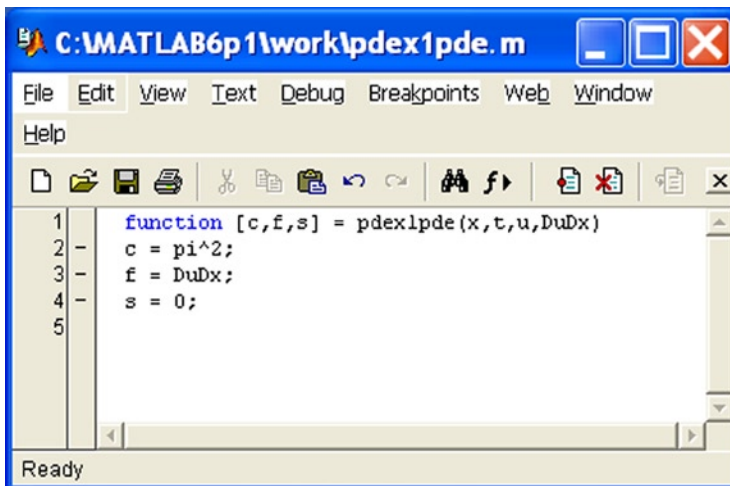 C:\MATLAB6p1\work\pdex1pde.m
File Edit View Text Debug Breakpoints Web Window
Help
1 function [c,f,s] = pdex1pde(x,t,u,DuDx)
2 - c = pi^2;
3 - f = DuDx;
4 - s = 0;
5
Ready